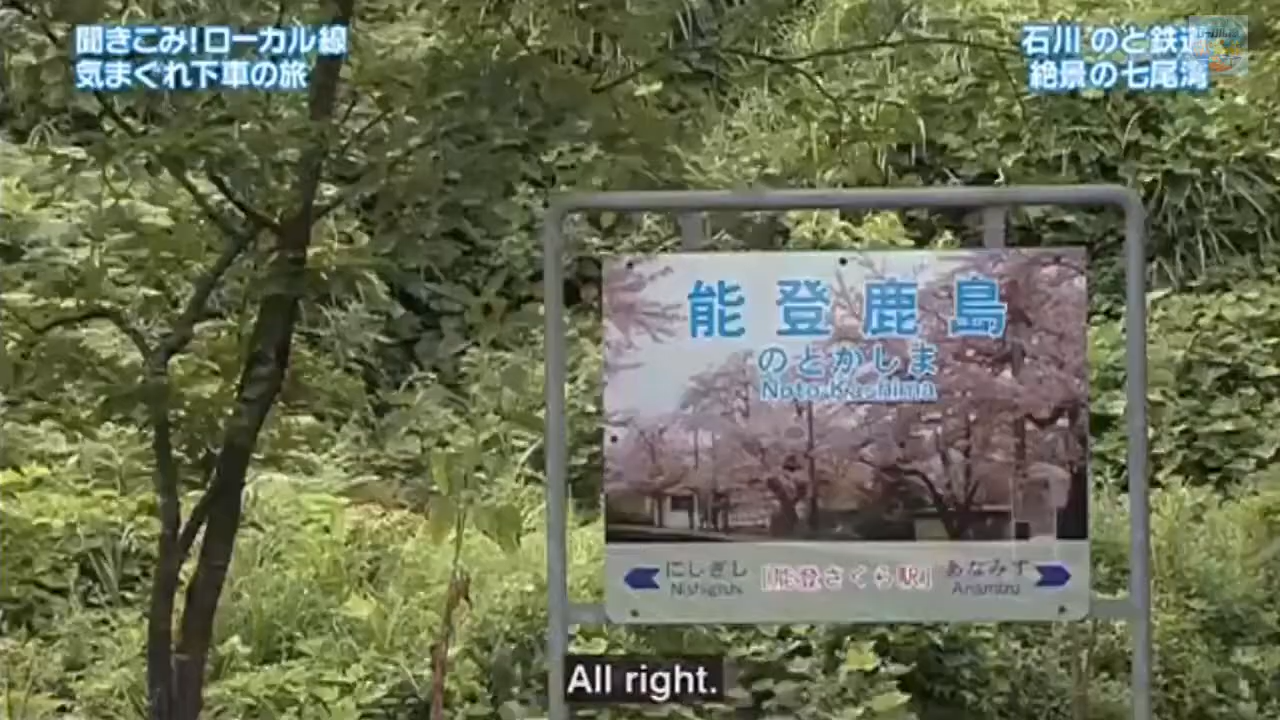 聞きこみ!ローカル線
気まぐれ下車の旅
石川 のと鉄道
絶景の七尾湾
能登鹿島
のとかしま
Noto-Kashima
にしぎし
Nishigishi
「能登さくら駅」
あなみず
Anamizu
All right.